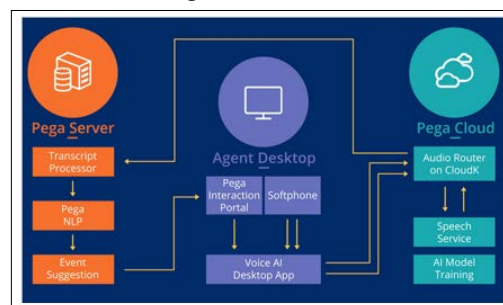 Pega Server
Transcript
Processor
Pega
NLP
Event
Suggestion
Agent Desktop
Pega
Interaction
Portal
Softphone
Voice AI
Desktop App
Pega Cloud
Audio Router
on CloudK
Speech
Service
AI Model
Training